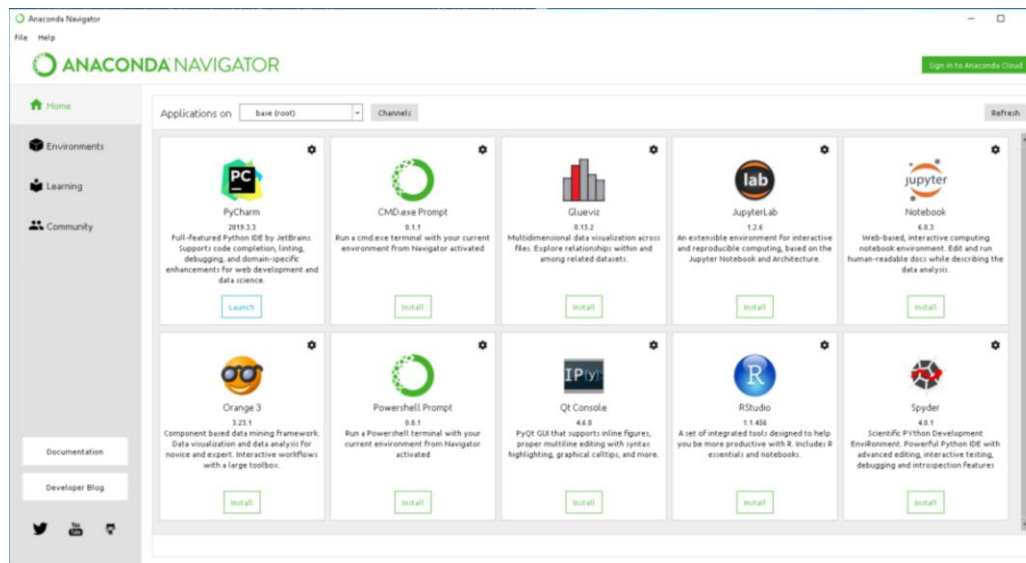 Anaconda Navigator
File Help
ANACONDA NAVIGATOR
Sign in to Anaconda Cloud
Home
Environments
Learning
Community
Documentation
Developer Blog
You
Tube
Applications on base (root) Channels
Refresh
PC
PyCharm
2019.3.3
Full-featured Python IDE by JetBrains.
Supports code completion, linting,
debugging, and domain-specific
enhancements for web development and
data science.
Launch
CMD.exe Prompt
0.1.1
Run a cmd.exe terminal with your current
environment from Navigator activated
Install
Glueviz
0.15.2
Multidimensional data visualization across
files. Explore relationships within and
among related datasets.
Install
lab
JupyterLab
1.2.6
An extensible environment for interactive
and reproducible computing, based on the
Jupyter Notebook and Architecture.
Install
jupyter
Notebook
6.0.3
Web-based, interactive computing
notebook environment. Edit and run
human-readable docs while describing the
data analysis.
Install
Orange 3
3.23.1
Component based data mining framework.
Data visualization and data analysis for
novice and expert. Interactive workflows
with a large toolbox.
Install
Powershell Prompt
0.0.1
Run a Powershell terminal with your
current environment from Navigator
activated
Install
IP[y]:
Qt Console
4.6.0
PyQt GUI that supports inline figures,
proper multiline editing with syntax
highlighting, graphical calltips, and more.
Install
R
RStudio
1.1.456
A set of integrated tools designed to help
you be more productive with R. Includes R
essentials and notebooks.
Install
Spyder
4.0.1
Scientific PYthon Development
EnviRonment. Powerful Python IDE with
advanced editing, interactive testing,
debugging and introspection features
Install